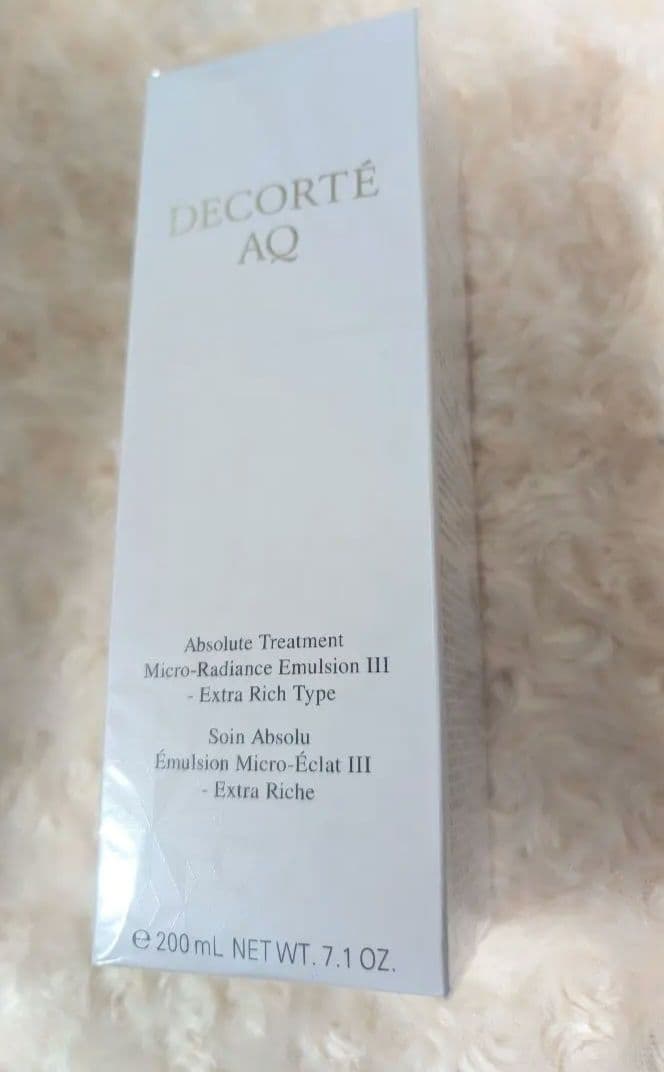 DECORTÉ
AQ
Absolute Treatment
Micro-Radiance Emulsion III
- Extra Rich Type
Soin Absolu
Émulsion Micro-Éclat III
- Extra Riche
℮ 200 mL NET WT. 7.1 OZ.